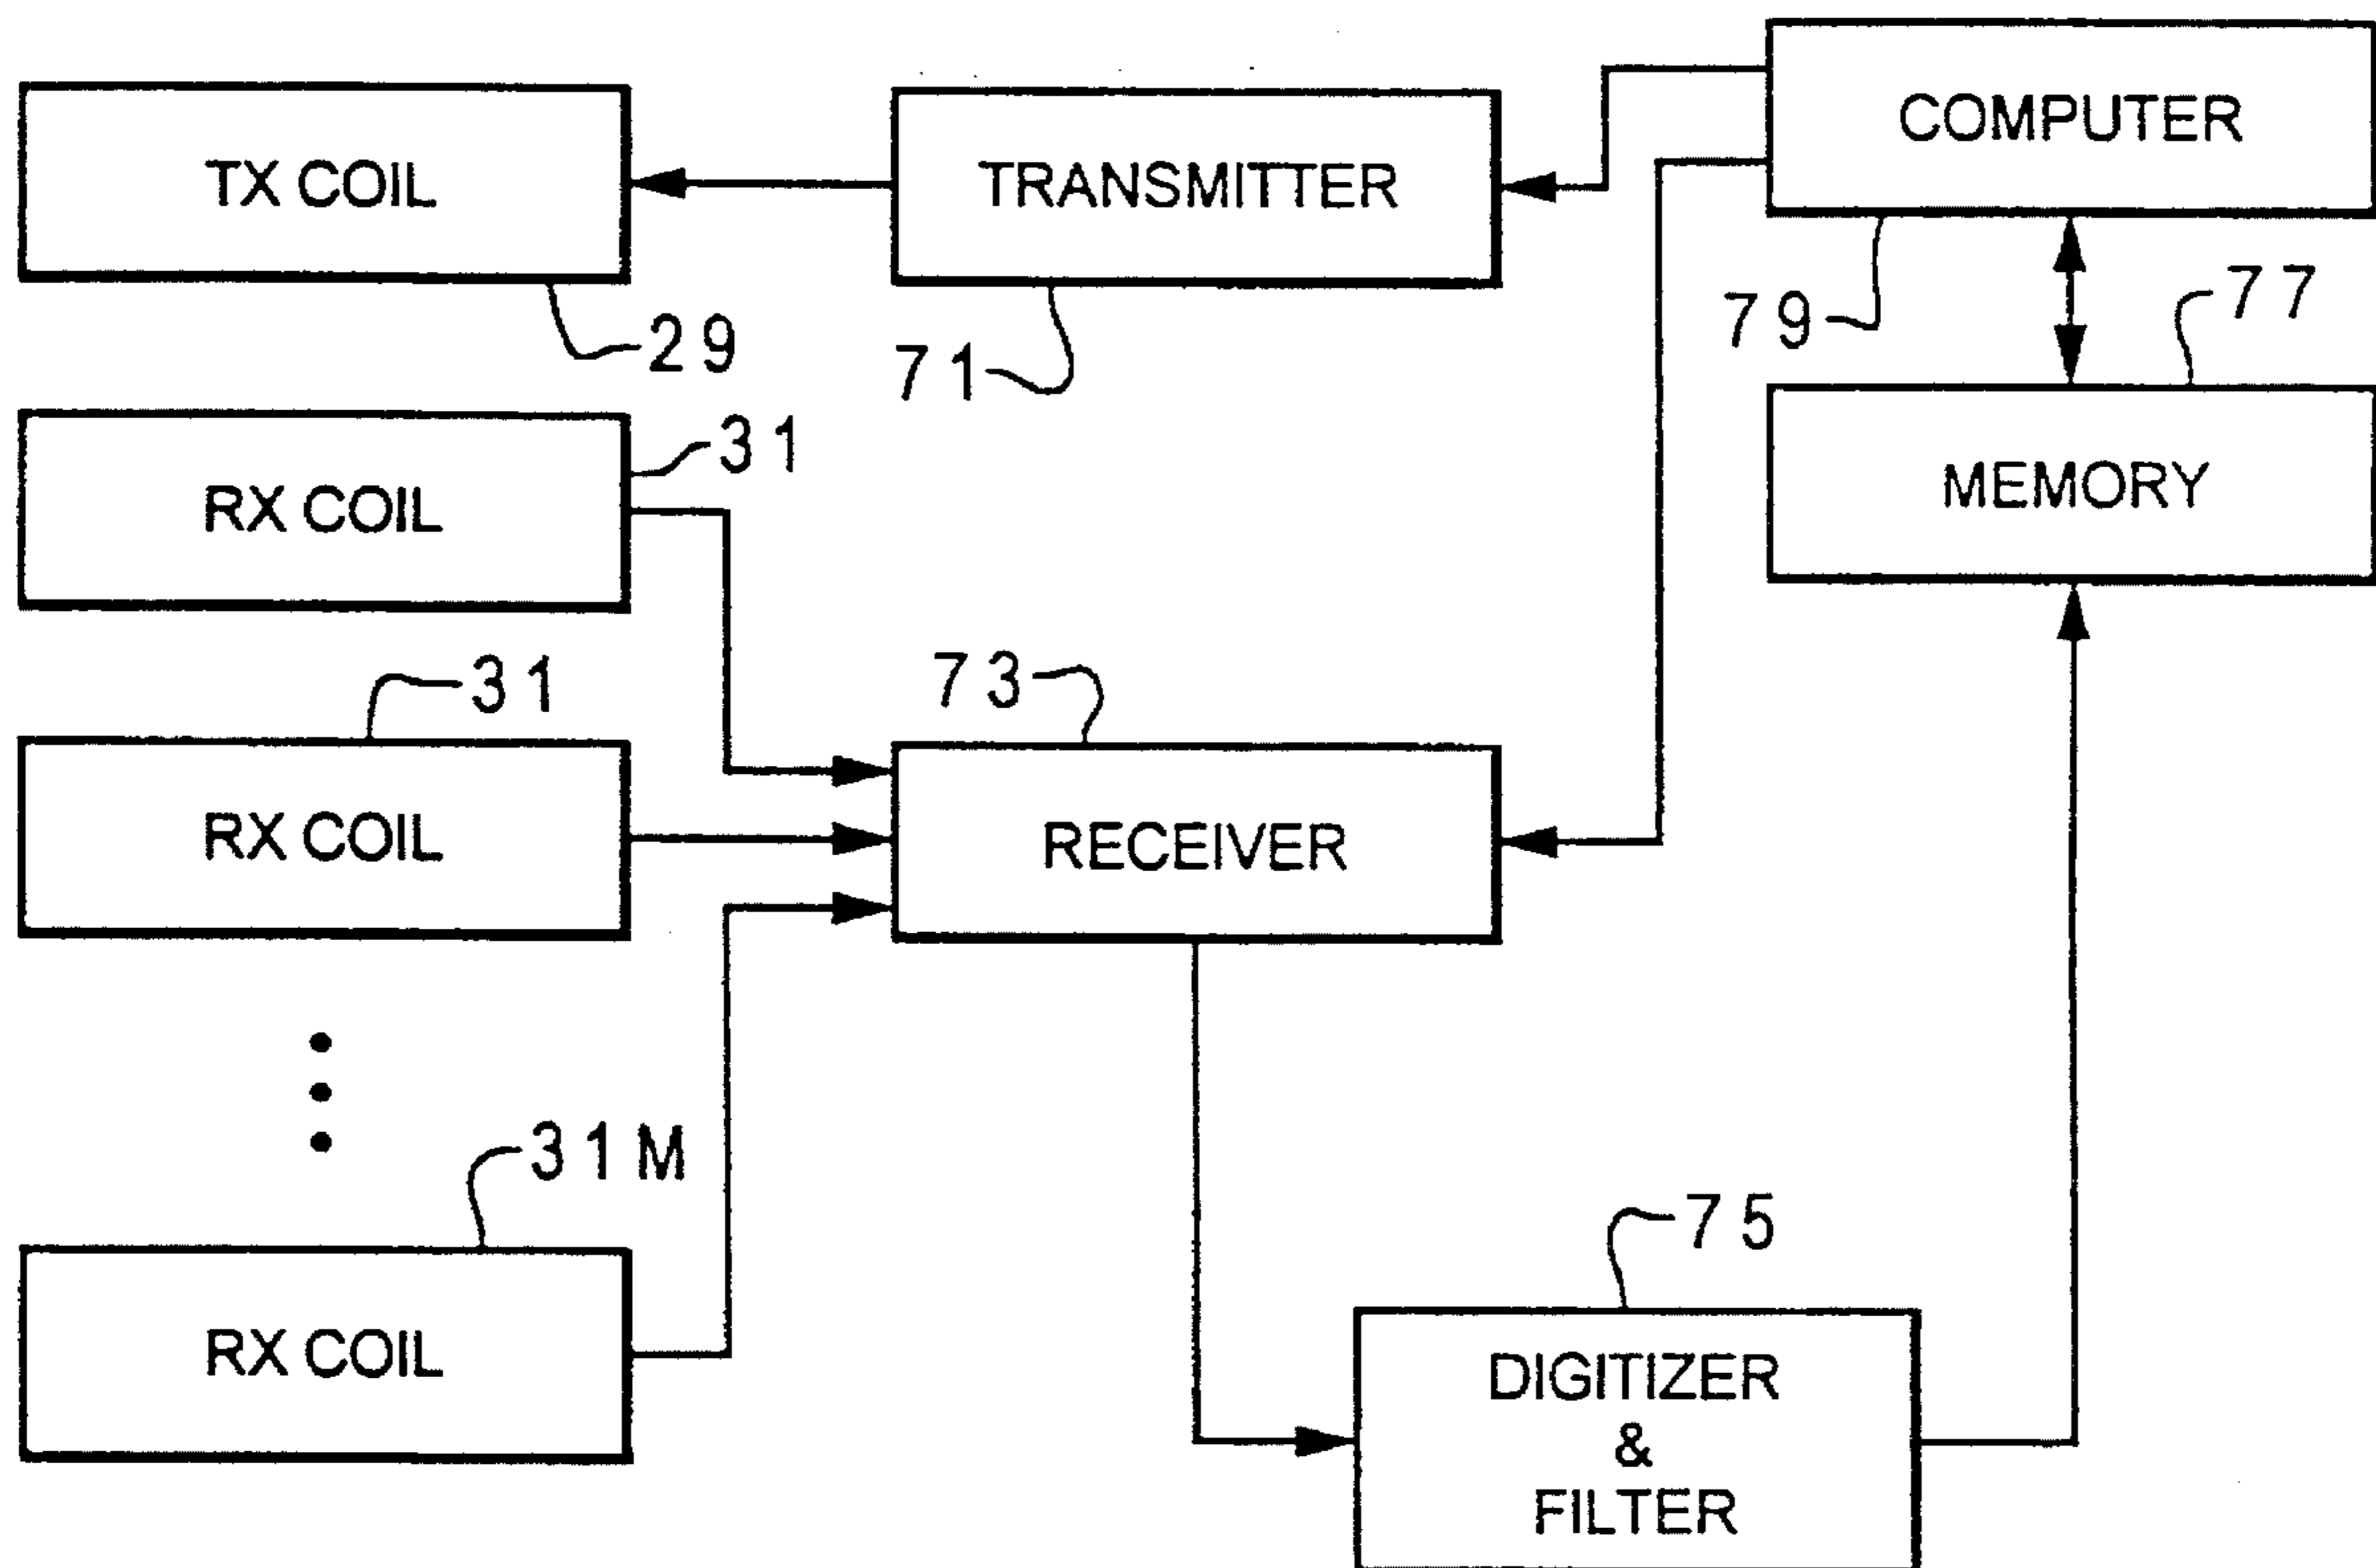 COMPUTER
TX COIL
TRANSMITTER
79
77
29
71
31
RX COIL
MEMORY
31
73
RX COIL
RECEIVER
31M
75
RX COIL
DIGITIZER
&
FILTER